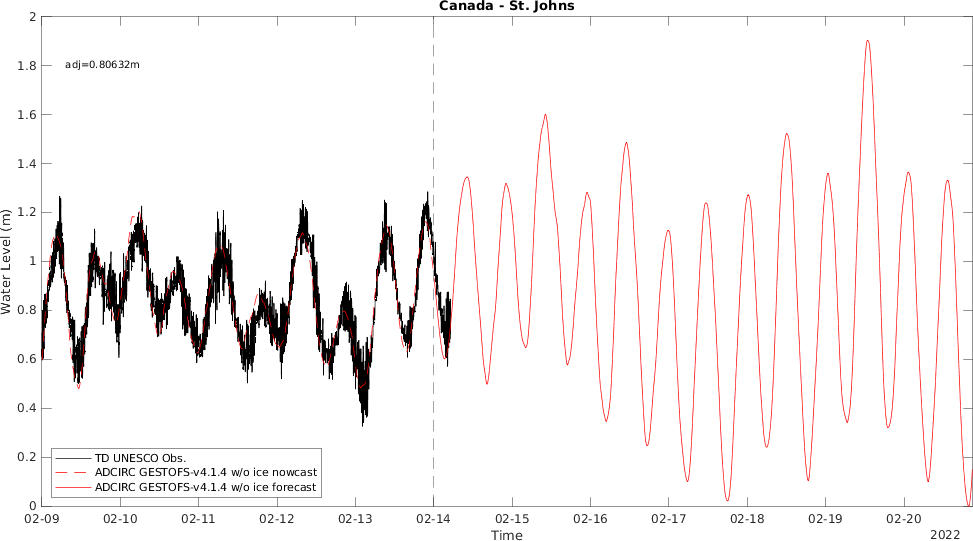 Canada - St. Johns
2
1.8
1.6
1.4
1.2
1
0.8
0.6
0.4
0.2
0
Water Level (m)
adj=0.80632m
TD UNESCO Obs.
ADCIRC GESTOFS-v4.1.4 w/o ice nowcast
ADCIRC GESTOFS-v4.1.4 w/o ice forecast
02-09 02-10 02-11 02-12 02-13 02-14 02-15 02-16 02-17 02-18 02-19 02-20
Time
2022